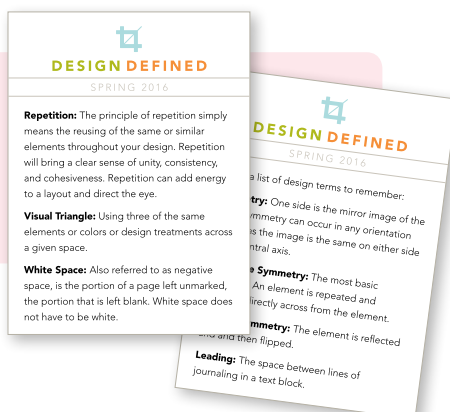 DESIGN DEFINED
SPRING 2016
Repetition: The principle of repetition simply
means the reusing of the same or similar
elements throughout your design. Repetition
will bring a clear sense of unity, consistency,
and cohesiveness. Repetition can add energy
to a layout and direct the eye.
Visual Triangle: Using three of the same
elements or colors or design treatments across
a given space.
White Space: Also referred to as negative
space, is the portion of a page left unmarked,
the portion that is left blank. White space does
not have to be white.
DESIGN DEFINED
SPRING 2016
a list of design terms to remember:
One side is the mirror image of the
can occur in any orientation
the image is the same on either side
axis.
Symmetry: The most basic
An element is repeated and
directly across from the element.
The element is reflected
and then flipped.
Leading: The space between lines of
journaling in a text block.